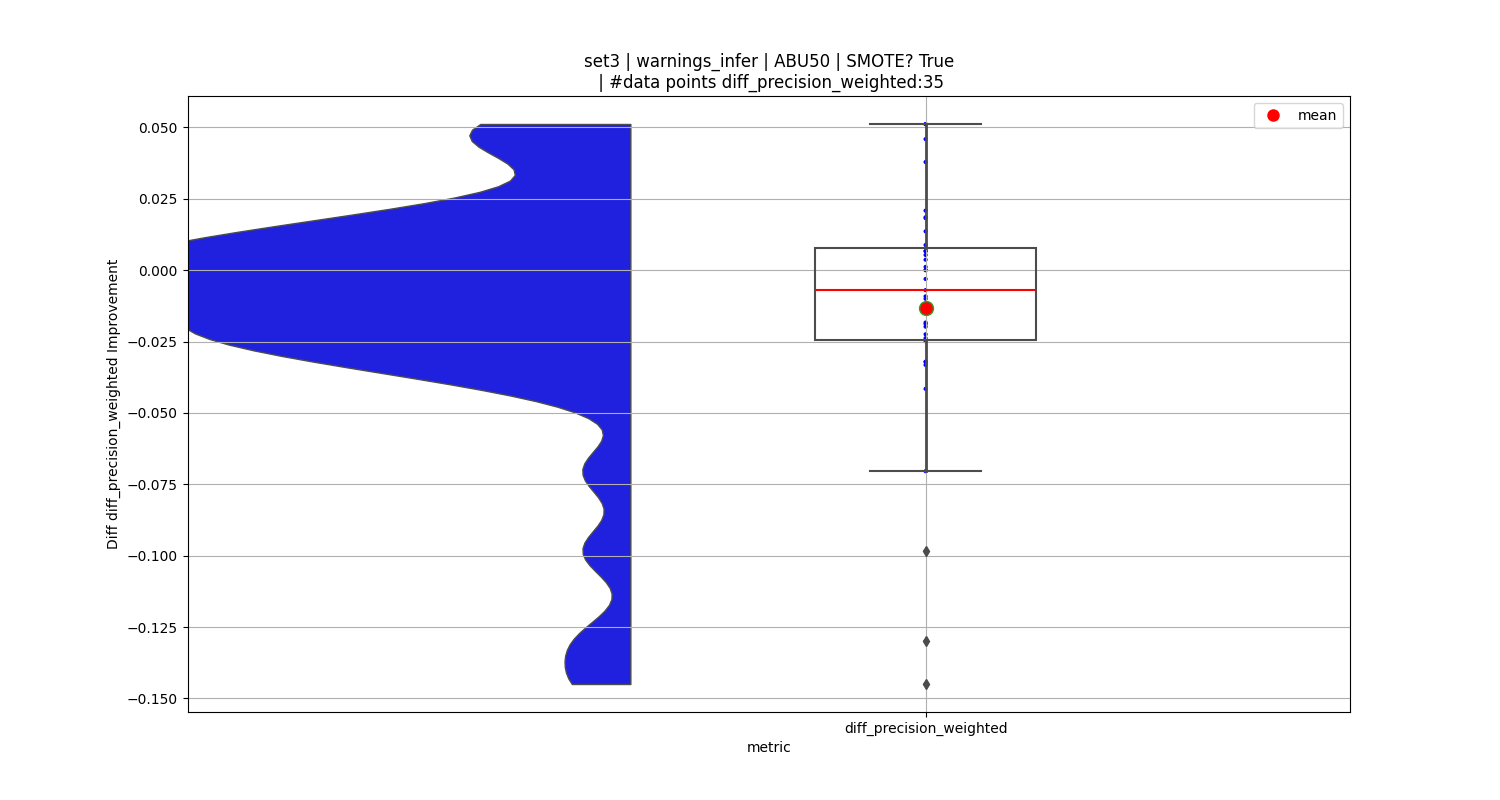 set3 | warnings_infer | ABU50 | SMOTE? True
| #data points diff_precision_weighted:35
mean
0.050
0.025
0.000
−0.025
−0.050
−0.075
−0.100
−0.125
−0.150
Diff diff_precision_weighted Improvement
diff_precision_weighted
metric